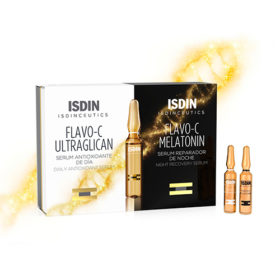 ISDIN
ISDINCEUTICS
FLAVO-C
ULTRAGLICAN
SERUM ANTIOXIDANTE
DE DÍA
DAILY ANTIOXIDANT SERUM
ISDIN
ISDINCEUTICS
FLAVO-C
MELATONIN
SERUM REPARADOR
DE NOCHE
NIGHT RECOVERY SERUM